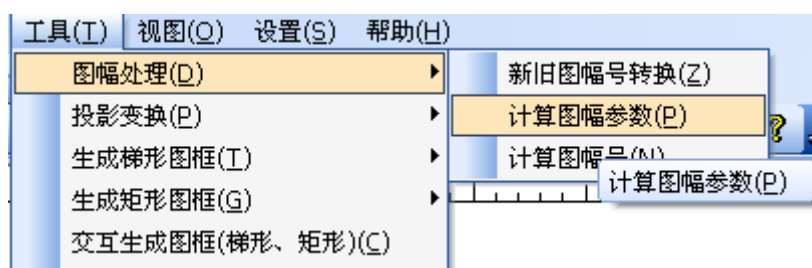 工具(T) 视图(O) 设置(S) 帮助(H)
图幅处理(D)
新旧图幅号转换(Z)
投影变换(P)
计算图幅参数(P)
生成梯形图框(T)
计算图幅号(N)
计算图幅参数(P)
生成矩形图框(G)
交互生成图框(梯形、矩形)(C)